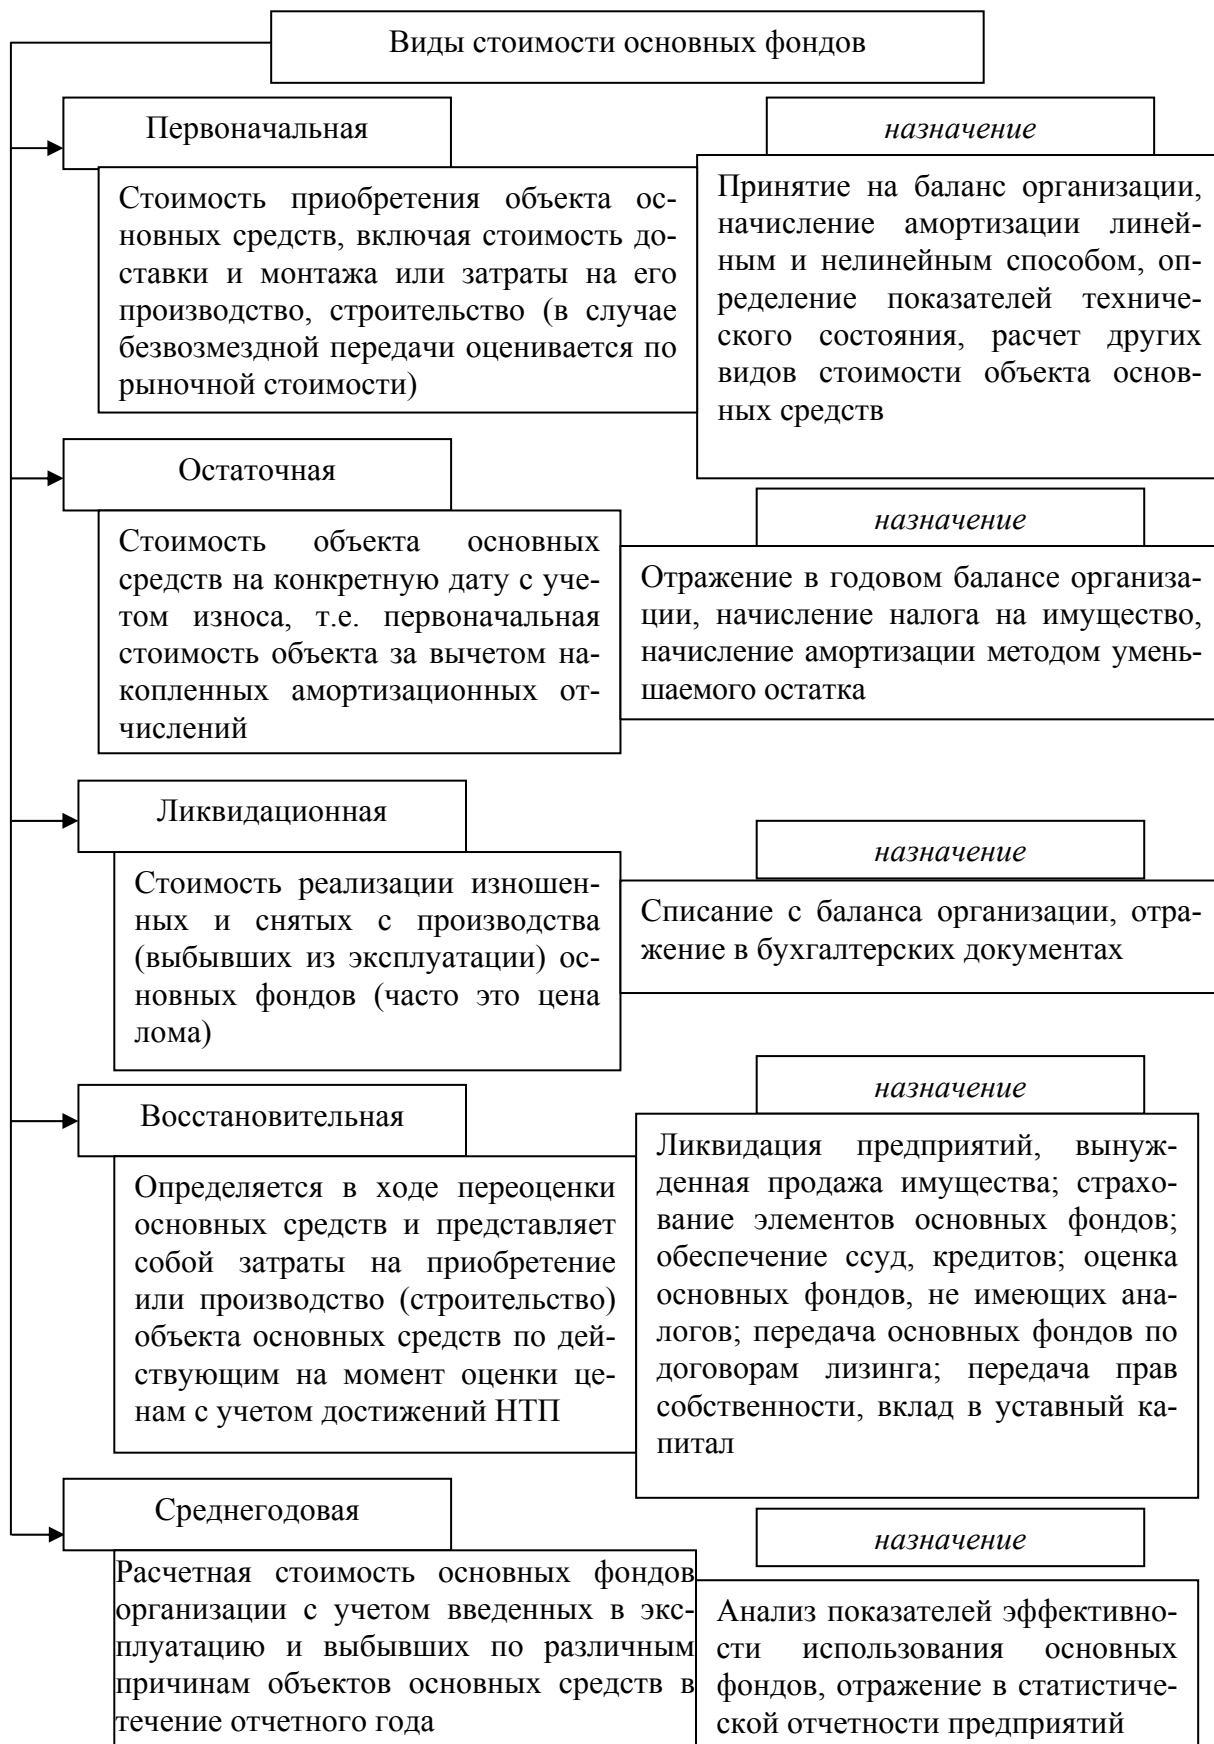 Виды стоимости основных фондов
Первоначальная
Стоимость приобретения объекта ос-
новных средств, включая стоимость до-
ставки и монтажа или затраты на его
производство, строительство (в случае
безвозмездной передачи оценивается по
рыночной стоимости)
назначение
Принятие на баланс организации,
начисление амортизации линей-
ным и нелинейным способом, оп-
ределение показателей техниче-
ского состояния, расчет других
видов стоимости объекта основ-
ных средств
Остаточная
Стоимость объекта основных
средств на конкретную дату с уче-
том износа, т.е. первоначальная
стоимость объекта за вычетом на-
копленных амортизационных от-
числений
назначение
Отражение в годовом балансе организа-
ции, начисление налога на имущество,
начисление амортизации методом умень-
шаемого остатка
Ликвидационная
Стоимость реализации изношен-
ных и снятых с производства
(выбывших из эксплуатации) ос-
новных фондов (часто это цена
лома)
назначение
Списание с баланса организации, отра-
жение в бухгалтерских документах
Восстановительная
Определяется в ходе переоценки
основных средств и представляет
собой затраты на приобретение
или производство (строительство)
объекта основных средств по дей-
ствующим на момент оценки це-
нам с учетом достижений НТП
назначение
Ликвидация предприятий, вынуж-
денная продажа имущества; страхо-
вание элементов основных фондов;
обеспечение ссуд, кредитов; оценка
основных фондов, не имеющих ана-
логов; передача основных фондов по
договорам лизинга; передача прав
собственности, вклад в уставный ка-
питал
Среднегодовая
Расчетная стоимость основных фондов
организации с учетом введенных в экс-
плуатацию и выбывших по различным
причинам объектов основных средств в
течение отчетного года
назначение
Анализ показателей эффективно-
сти использования основных
фондов, отражение в статистиче-
ской отчетности предприятий